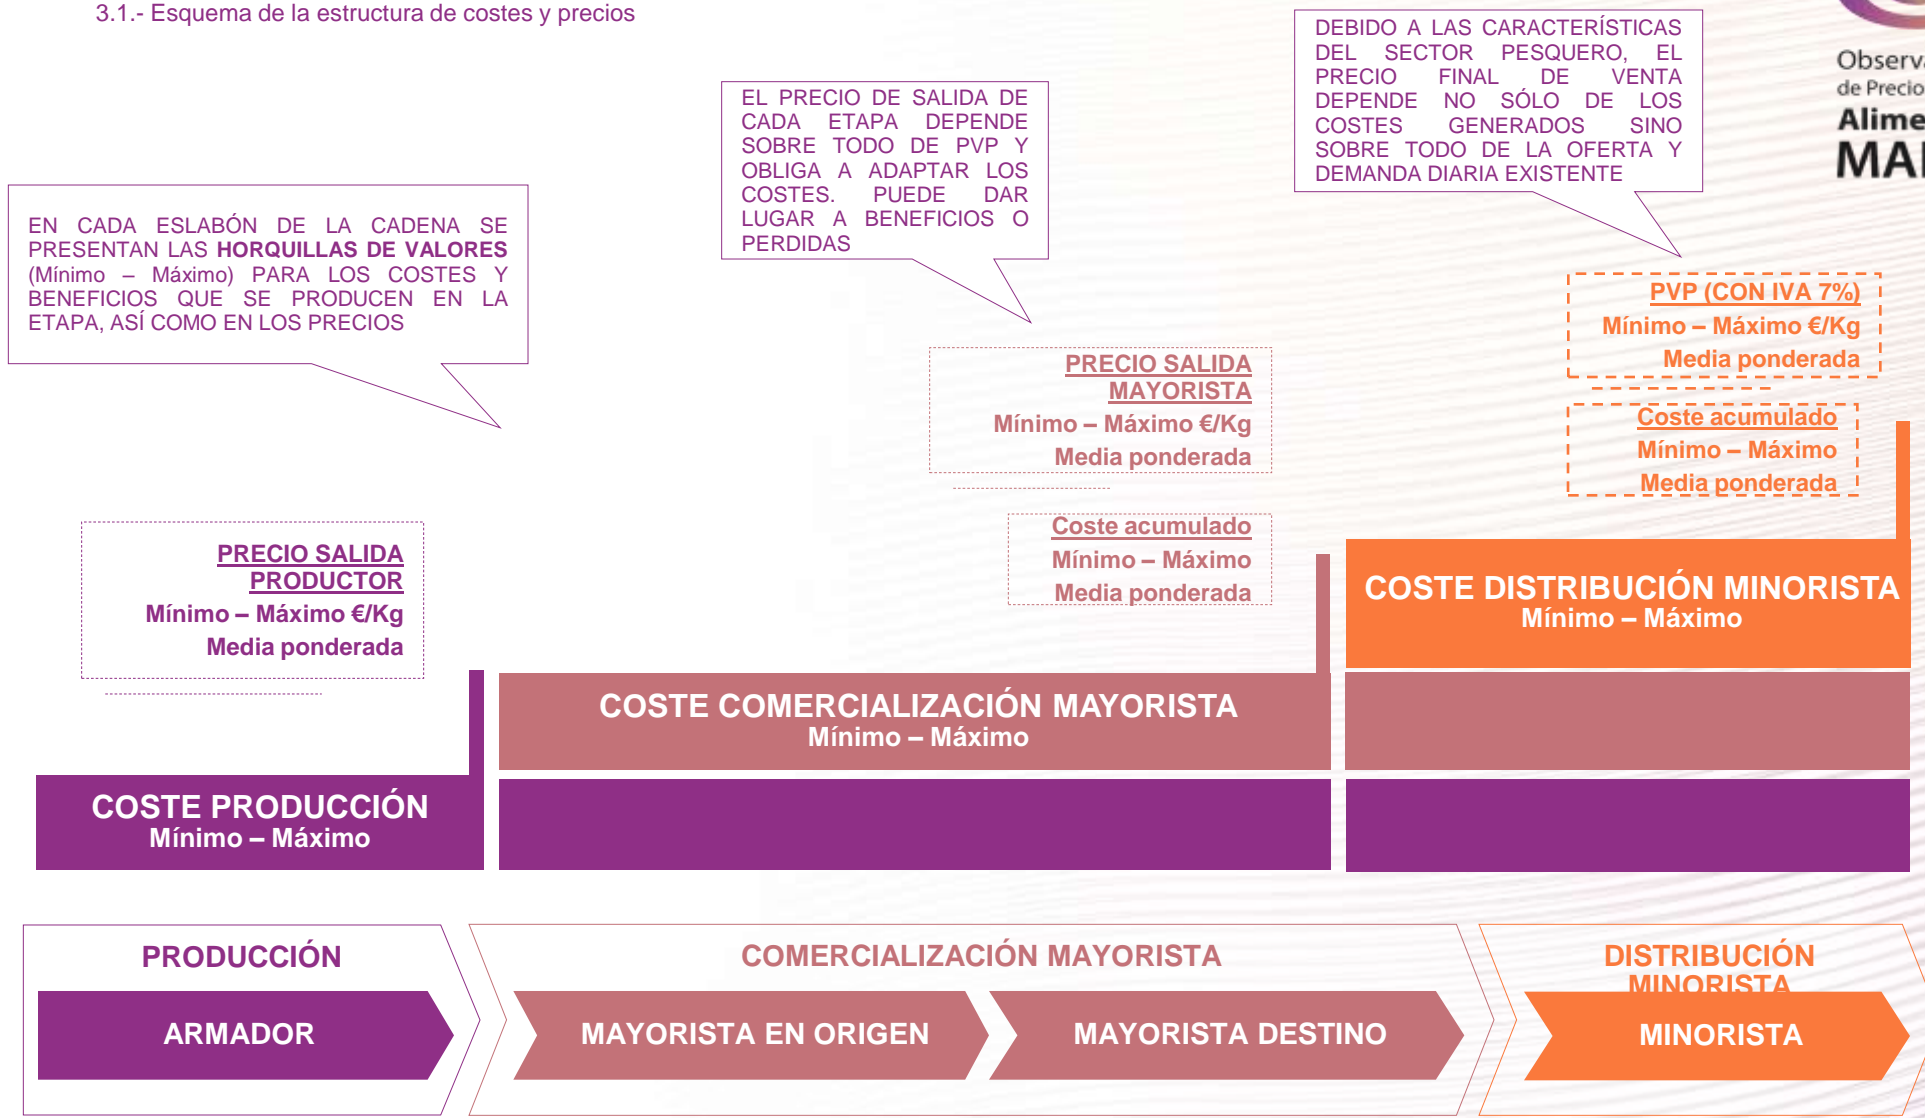 3.1.- Esquema de la estructura de costes y precios
DEBIDO A LAS CARACTERÍSTICAS
DEL SECTOR PESQUERO, EL
PRECIO FINAL DE VENTA
DEPENDE NO SÓLO DE LOS
COSTES GENERADOS SINO
SOBRE TODO DE LA OFERTA Y
DEMANDA DIARIA EXISTENTE
EL PRECIO DE SALIDA DE
CADA ETAPA DEPENDE
SOBRE TODO DE PVP Y
OBLIGA A ADAPTAR LOS
COSTES. PUEDE DAR
LUGAR A BENEFICIOS O
PERDIDAS
EN CADA ESLABÓN DE LA CADENA SE
PRESENTAN LAS HORQUILLAS DE VALORES
(Mínimo – Máximo) PARA LOS COSTES Y
BENEFICIOS QUE SE PRODUCEN EN LA
ETAPA, ASÍ COMO EN LOS PRECIOS
PVP (CON IVA 7%)
Mínimo – Máximo €/Kg
Media ponderada
Coste acumulado
Mínimo – Máximo
Media ponderada
PRECIO SALIDA
MAYORISTA
Mínimo – Máximo €/Kg
Media ponderada
Coste acumulado
Mínimo – Máximo
Media ponderada
PRECIO SALIDA
PRODUCTOR
Mínimo – Máximo €/Kg
Media ponderada
COSTE DISTRIBUCIÓN MINORISTA
Mínimo – Máximo
COSTE COMERCIALIZACIÓN MAYORISTA
Mínimo – Máximo
COSTE PRODUCCIÓN
Mínimo – Máximo
PRODUCCIÓN
ARMADOR
COMERCIALIZACIÓN MAYORISTA
MAYORISTA EN ORIGEN
MAYORISTA DESTINO
DISTRIBUCIÓN
MINORISTA
MINORISTA
de